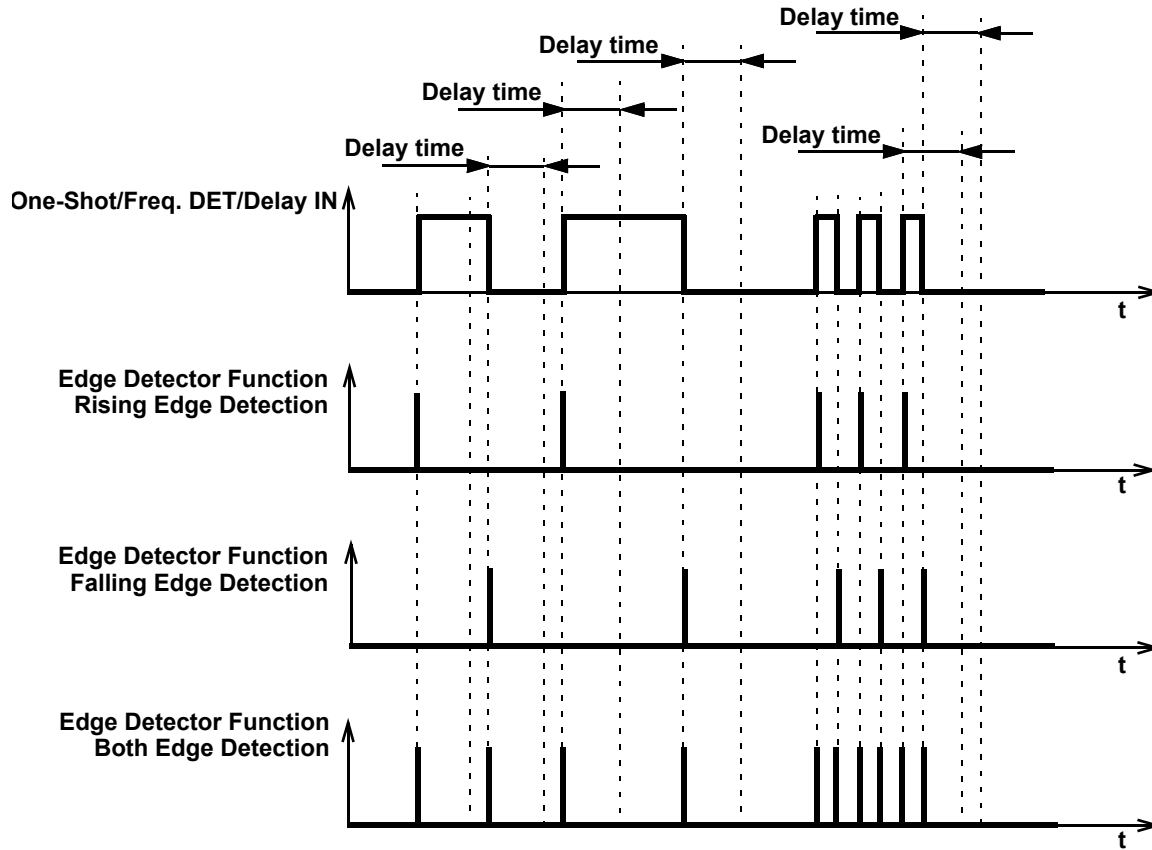 Delay time
Delay time
Delay time
Delay time
Delay time
One-Shot/Freq. DET/Delay IN
t
Edge Detector Function
Rising Edge Detection
t
Edge Detector Function
Falling Edge Detection
t
Edge Detector Function
Both Edge Detection
t